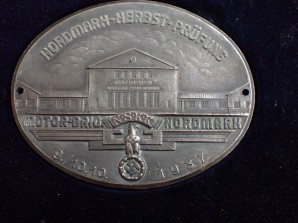 NORDMARK-HERBST-PRÜFUNG
MOTOR-BRIG. NORDMARK
9./10.10. 1937.